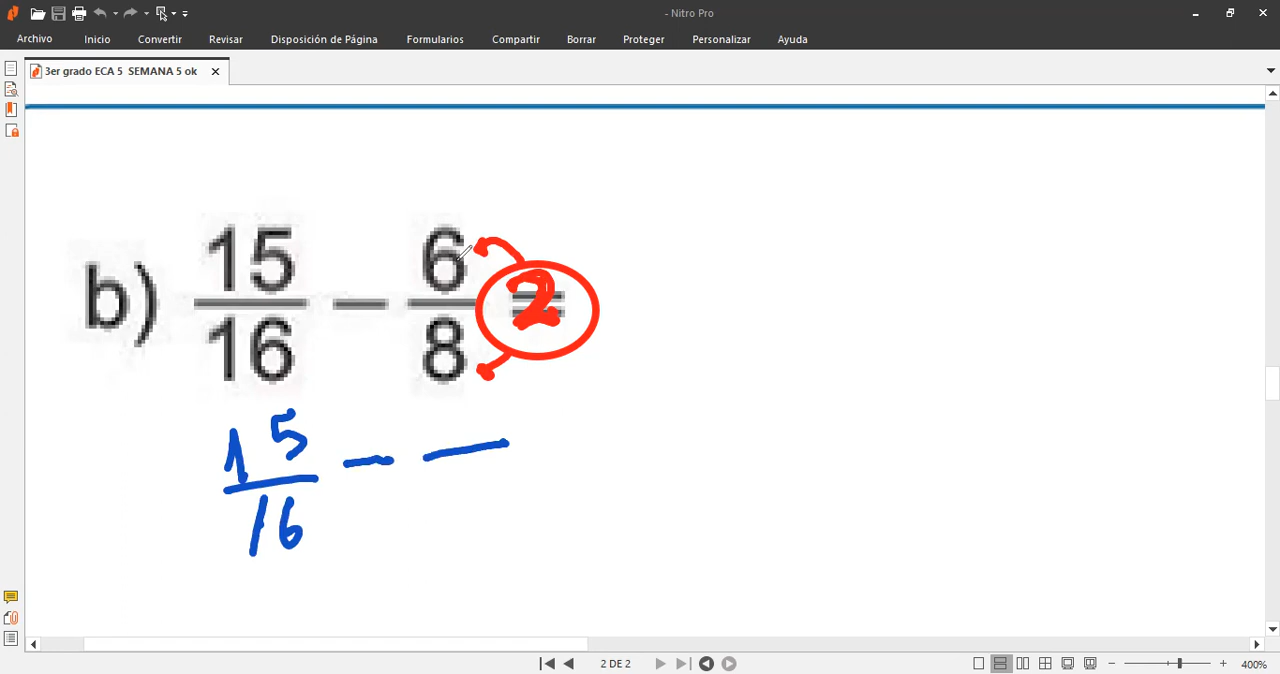 - Nitro Pro
Archivo Inicio Convertir Revisar Disposición de Página Formularios Compartir Borrar Proteger Personalizar Ayuda
3er grado ECA 5 SEMANA 5 ok
b) 15/16 − 6/8 =
2
15/16 −
2 DE 2
400%